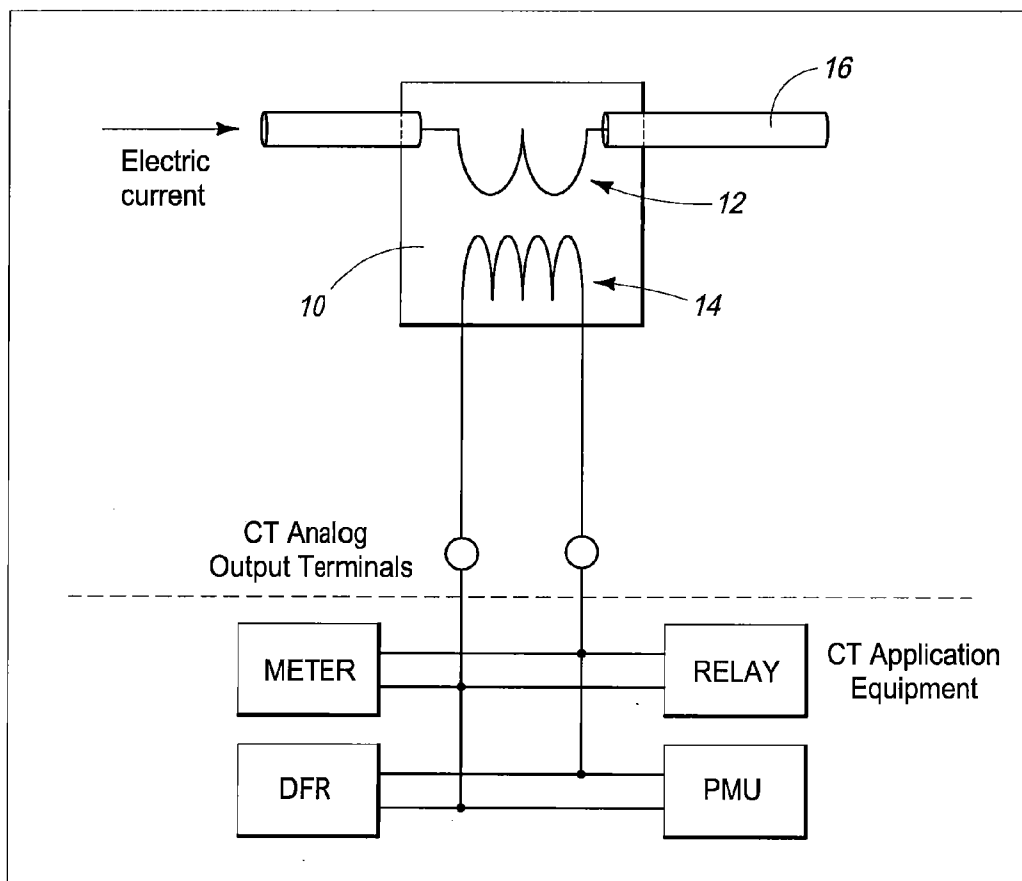 16
Electric
current
12
10
14
CT Analog
Output Terminals
METER
RELAY
CT Application
Equipment
DFR
PMU